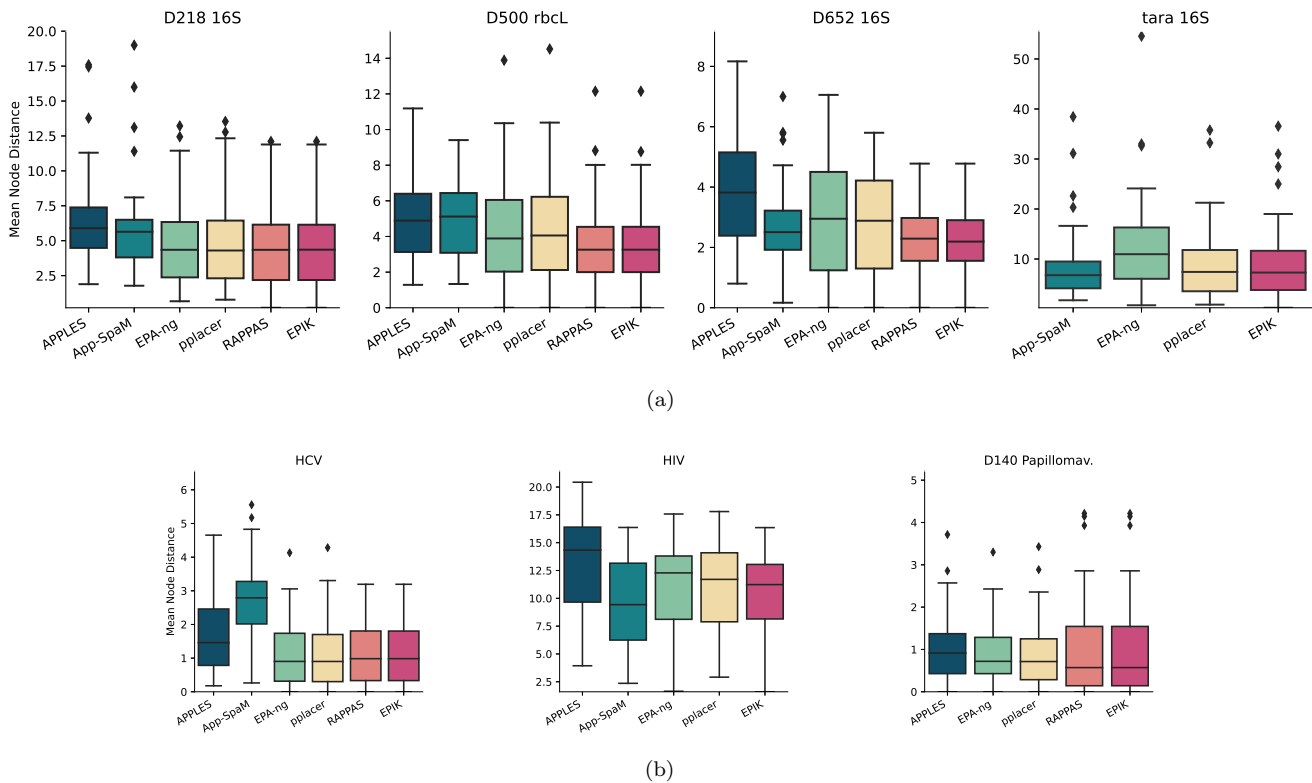 D218 16S
D500 rbcL
D652 16S
tara 16S
Mean Node Distance
20.0
17.5
15.0
12.5
10.0
7.5
5.0
2.5
APPLES
App-SpaM
EPA-ng
pplacer
RAPPAS
EPIK
14
12
10
8
6
4
2
0
APPLES
App-SpaM
EPA-ng
pplacer
RAPPAS
EPIK
8
6
4
2
0
APPLES
App-SpaM
EPA-ng
pplacer
RAPPAS
EPIK
50
40
30
20
10
App-SpaM
EPA-ng
pplacer
EPIK
(a)
HCV
HIV
D140 Papillomav.
Mean Node Distance
6
5
4
3
2
1
0
APPLES
App-SpaM
EPA-ng
pplacer
RAPPAS
EPIK
20.0
17.5
15.0
12.5
10.0
7.5
5.0
2.5
APPLES
App-SpaM
EPA-ng
pplacer
EPIK
5
4
3
2
1
0
APPLES
EPA-ng
pplacer
RAPPAS
EPIK
(b)